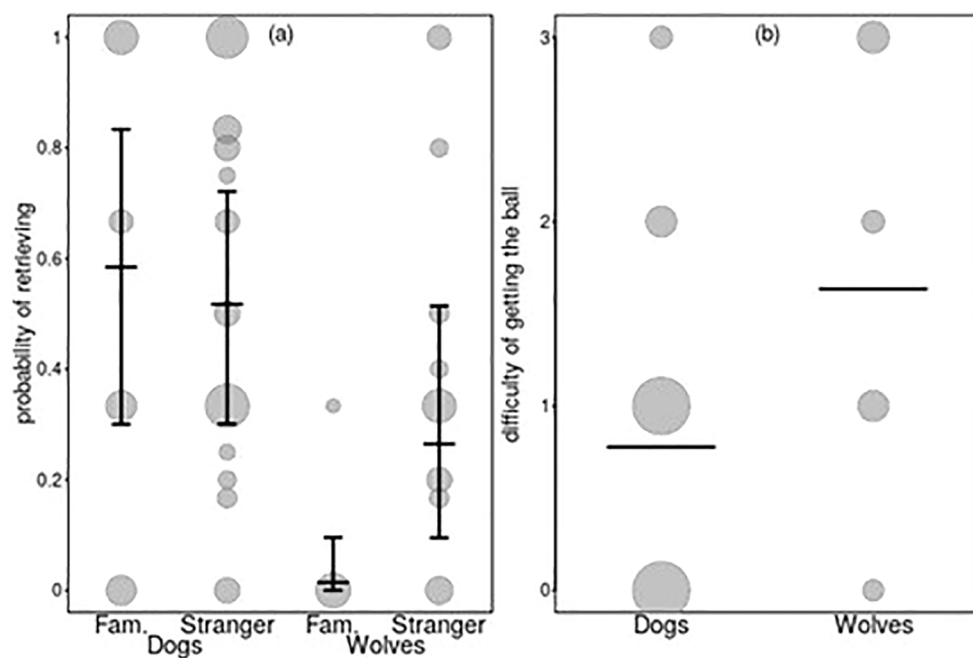 (a)
probability of retrieving
1
0.8
0.6
0.4
0.2
0
Fam. Stranger Fam. Stranger
Dogs Wolves
(b)
difficulty of getting the ball
3
2
1
0
Dogs Wolves